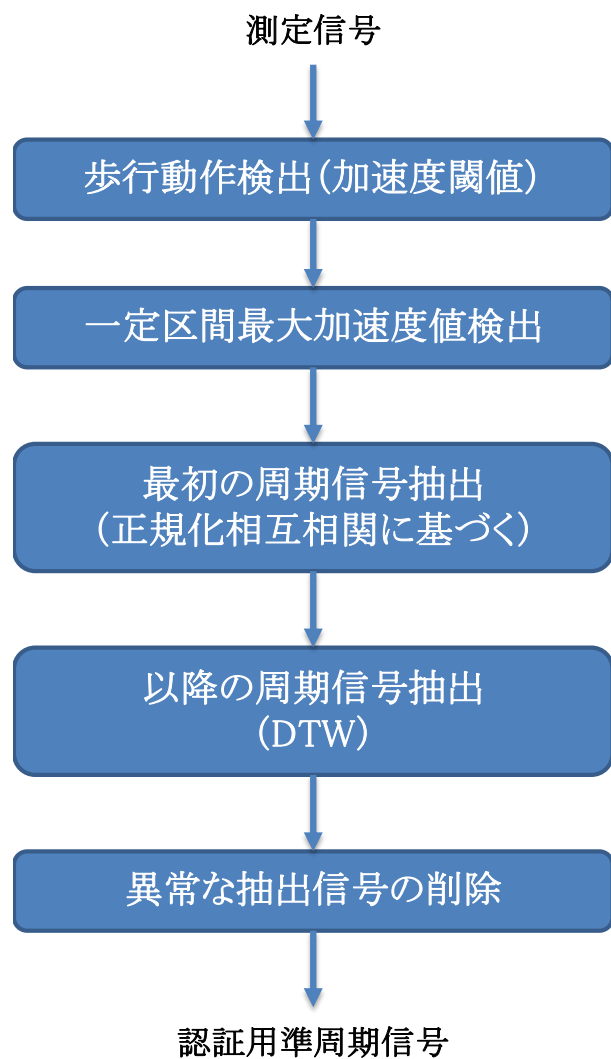 測定信号
歩行動作検出（加速度閾値）
一定区間最大加速度値検出
最初の周期信号抽出
（正規化相互相関に基づく）
以降の周期信号抽出
（DTW）
異常な抽出信号の削除
認証用準周期信号